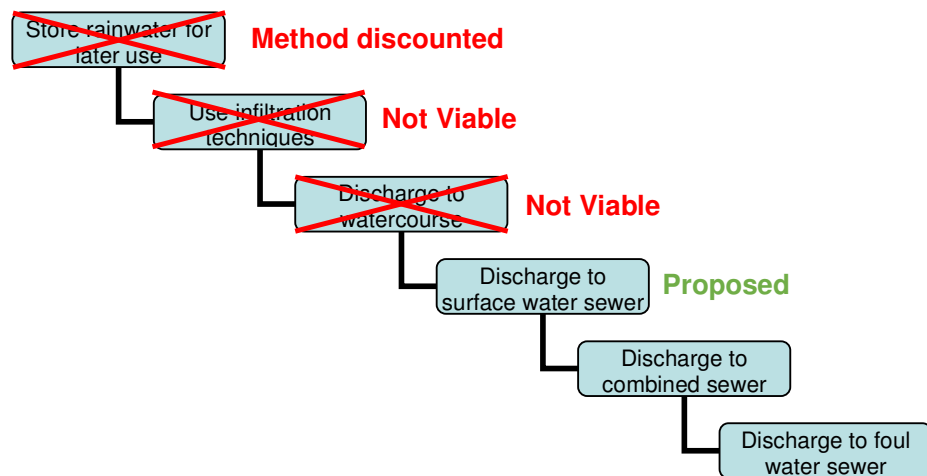 Store rainwater for
later use
Method discounted
Use infiltration
techniques
Not Viable
Discharge to
watercourse
Not Viable
Discharge to
surface water sewer
Proposed
Discharge to
combined sewer
Discharge to foul
water sewer